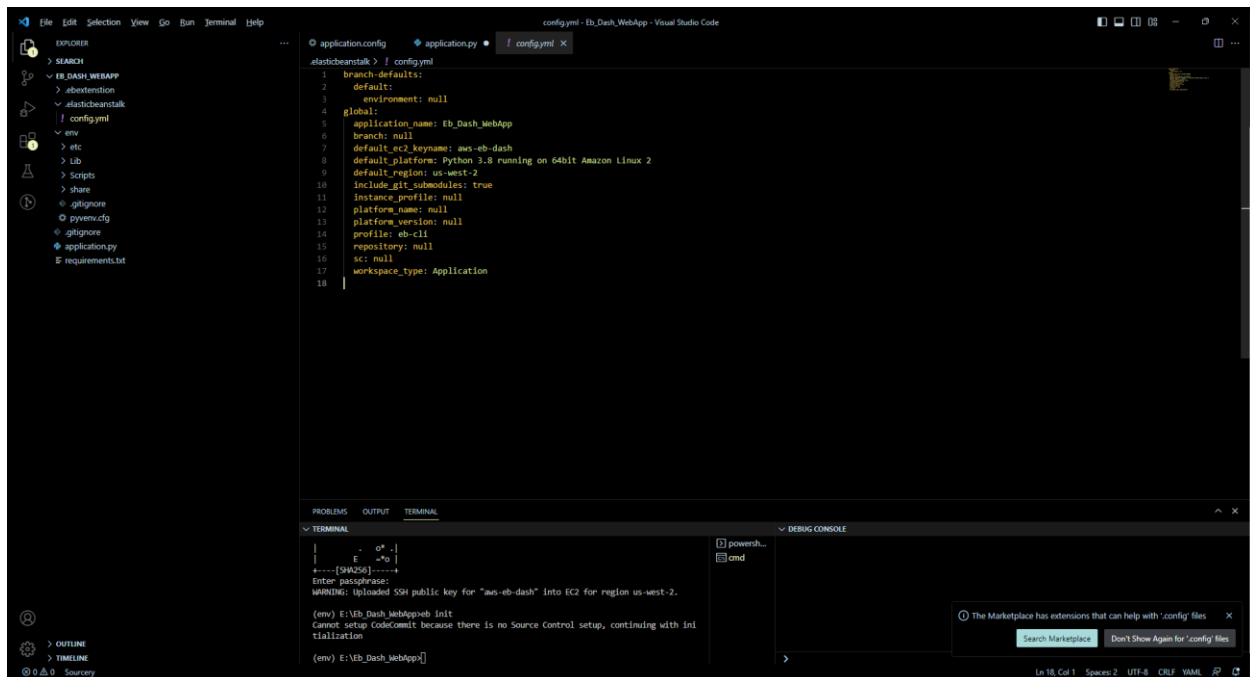 File Edit Selection View Go Run Terminal Help
config.yml - Eb_Dash_WebApp - Visual Studio Code
EXPLORER
SEARCH
EB_DASH_WEBAPP
.ebextenstion
.elasticbeanstalk
! config.yml
env
etc
Lib
Scripts
share
.gitignore
pyvenv.cfg
.gitignore
application.py
requirements.txt
OUTLINE
TIMELINE
application.config
application.py
! config.yml
.elasticbeanstalk > ! config.yml
1 branch-defaults:
2 default:
3 environment: null
4 global:
5 application_name: Eb_Dash_WebApp
6 branch: null
7 default_ec2_keyname: aws-eb-dash
8 default_platform: Python 3.8 running on 64bit Amazon Linux 2
9 default_region: us-west-2
10 include_git_submodules: true
11 instance_profile: null
12 platform_name: null
13 platform_version: null
14 profile: eb-cli
15 repository: null
16 sc: null
17 workspace_type: Application
18
PROBLEMS OUTPUT TERMINAL
TERMINAL
| . o* .|
| E =*o |
+----[SHA256]-----+
Enter passphrase:
WARNING: Uploaded SSH public key for "aws-eb-dash" into EC2 for region us-west-2.
(env) E:\Eb_Dash_WebApp>eb init
Cannot setup CodeCommit because there is no Source Control setup, continuing with ini
tialization
(env) E:\Eb_Dash_WebApp>
powersh...
cmd
DEBUG CONSOLE
The Marketplace has extensions that can help with '.config' files
Search Marketplace
Don't Show Again for '.config' files
0 0 Sourcery
Ln 18, Col 1 Spaces: 2 UTF-8 CRLF YAML